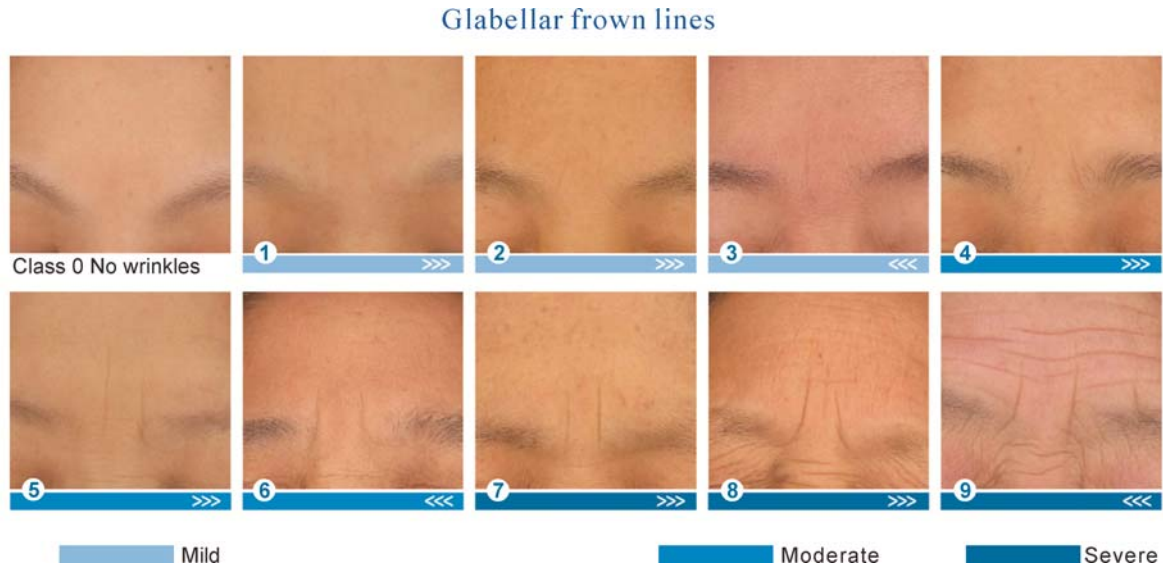 Glabellar frown lines
Class 0 No wrinkles
1 >>>
2 >>>
3 <<<
4 >>>
5 >>>
6 <<<
7 >>>
8 >>>
9 <<<
Mild
Moderate
Severe